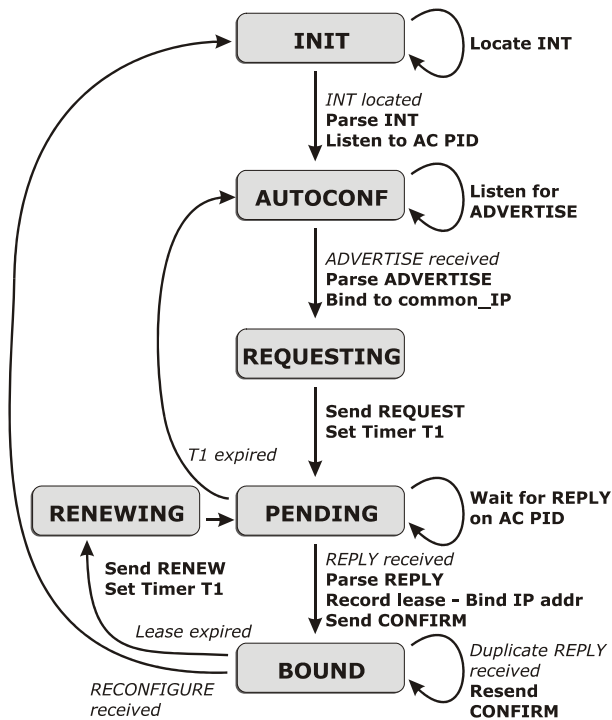 INIT
Locate INT
INT located
Parse INT
Listen to AC PID
AUTOCONF
Listen for
ADVERTISE
ADVERTISE received
Parse ADVERTISE
Bind to common_IP
REQUESTING
Send REQUEST
Set Timer T1
T1 expired
RENEWING
PENDING
Wait for REPLY
on AC PID
Send RENEW
Set Timer T1
REPLY received
Parse REPLY
Record lease - Bind IP addr
Send CONFIRM
Lease expired
BOUND
Duplicate REPLY
received
Resend
CONFIRM
RECONFIGURE
received